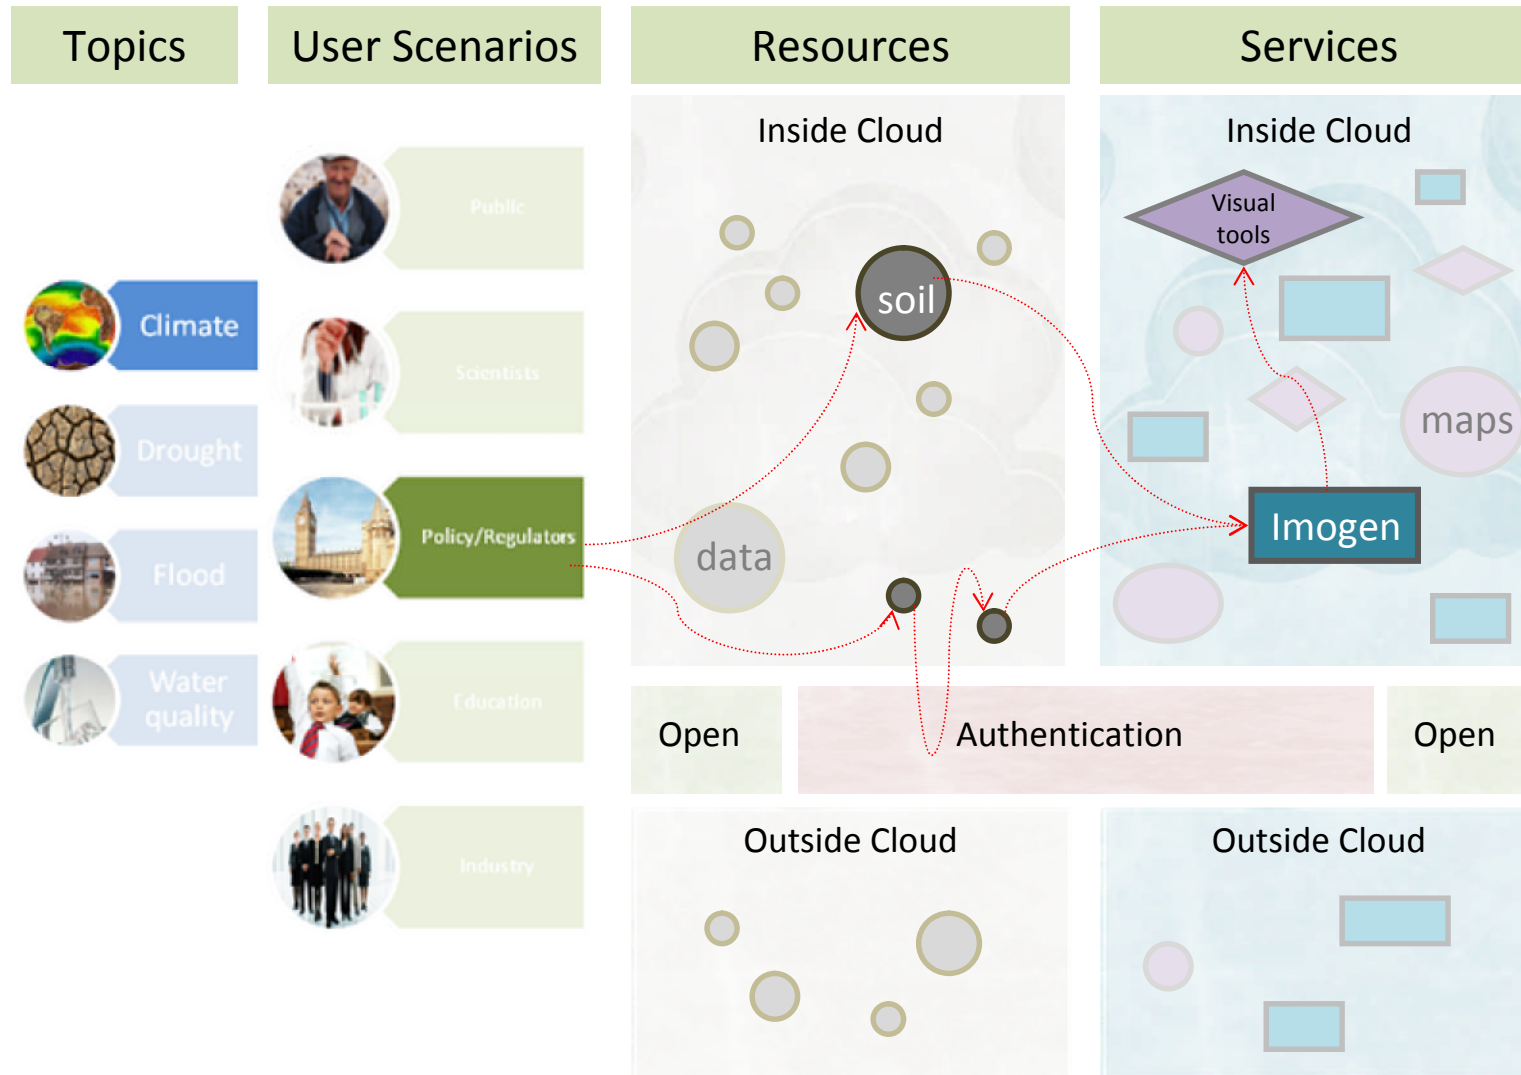 Topics
User Scenarios
Resources
Services
Climate
Drought
Flood
Water
quality
Public
Scientists
Policy/Regulators
Education
Industry
Inside Cloud
soil
data
Inside Cloud
Visual
tools
maps
Imogen
Open
Authentication
Open
Outside Cloud
Outside Cloud